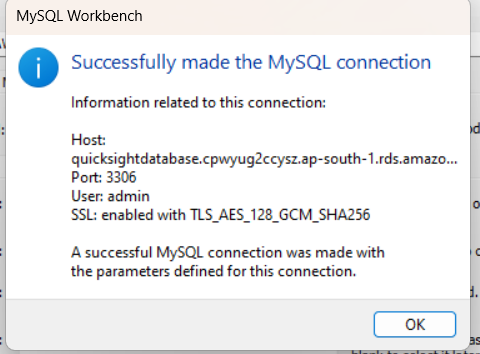 MySQL Workbench
Successfully made the MySQL connection
Information related to this connection:
Host:
quicksightdatabase.cpwyug2ccysz.ap-south-1.rds.amazo...
Port: 3306
User: admin
SSL: enabled with TLS_AES_128_GCM_SHA256
A successful MySQL connection was made with
the parameters defined for this connection.
OK